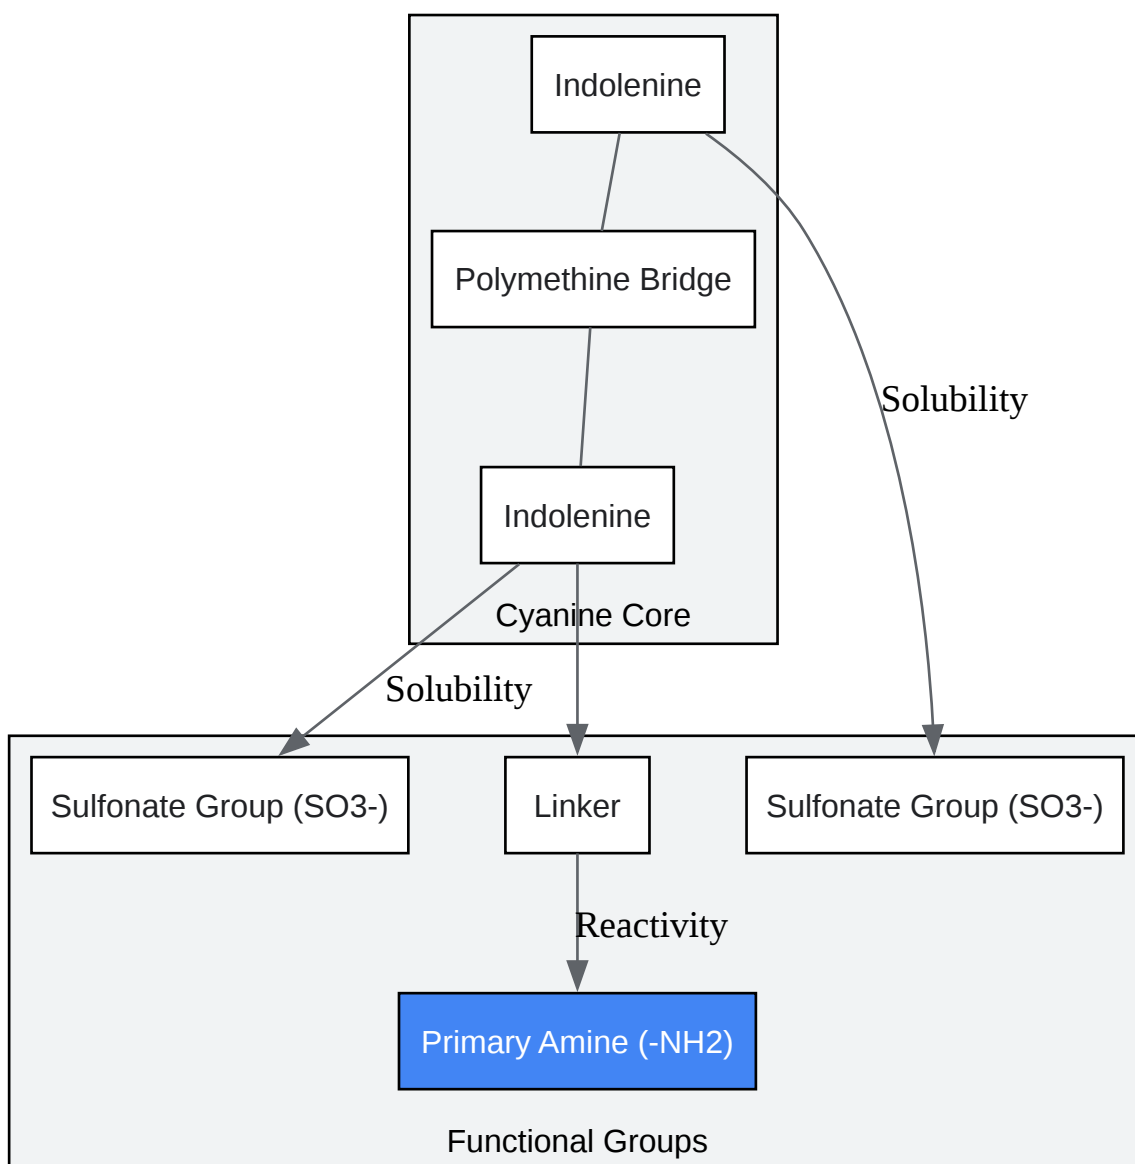 Indolenine
Polymethine Bridge
Solubility
Indolenine
Cyanine Core
Solubility
Sulfonate Group (SO3-)
Linker
Sulfonate Group (SO3-)
Reactivity
Primary Amine (-NH2)
Functional Groups